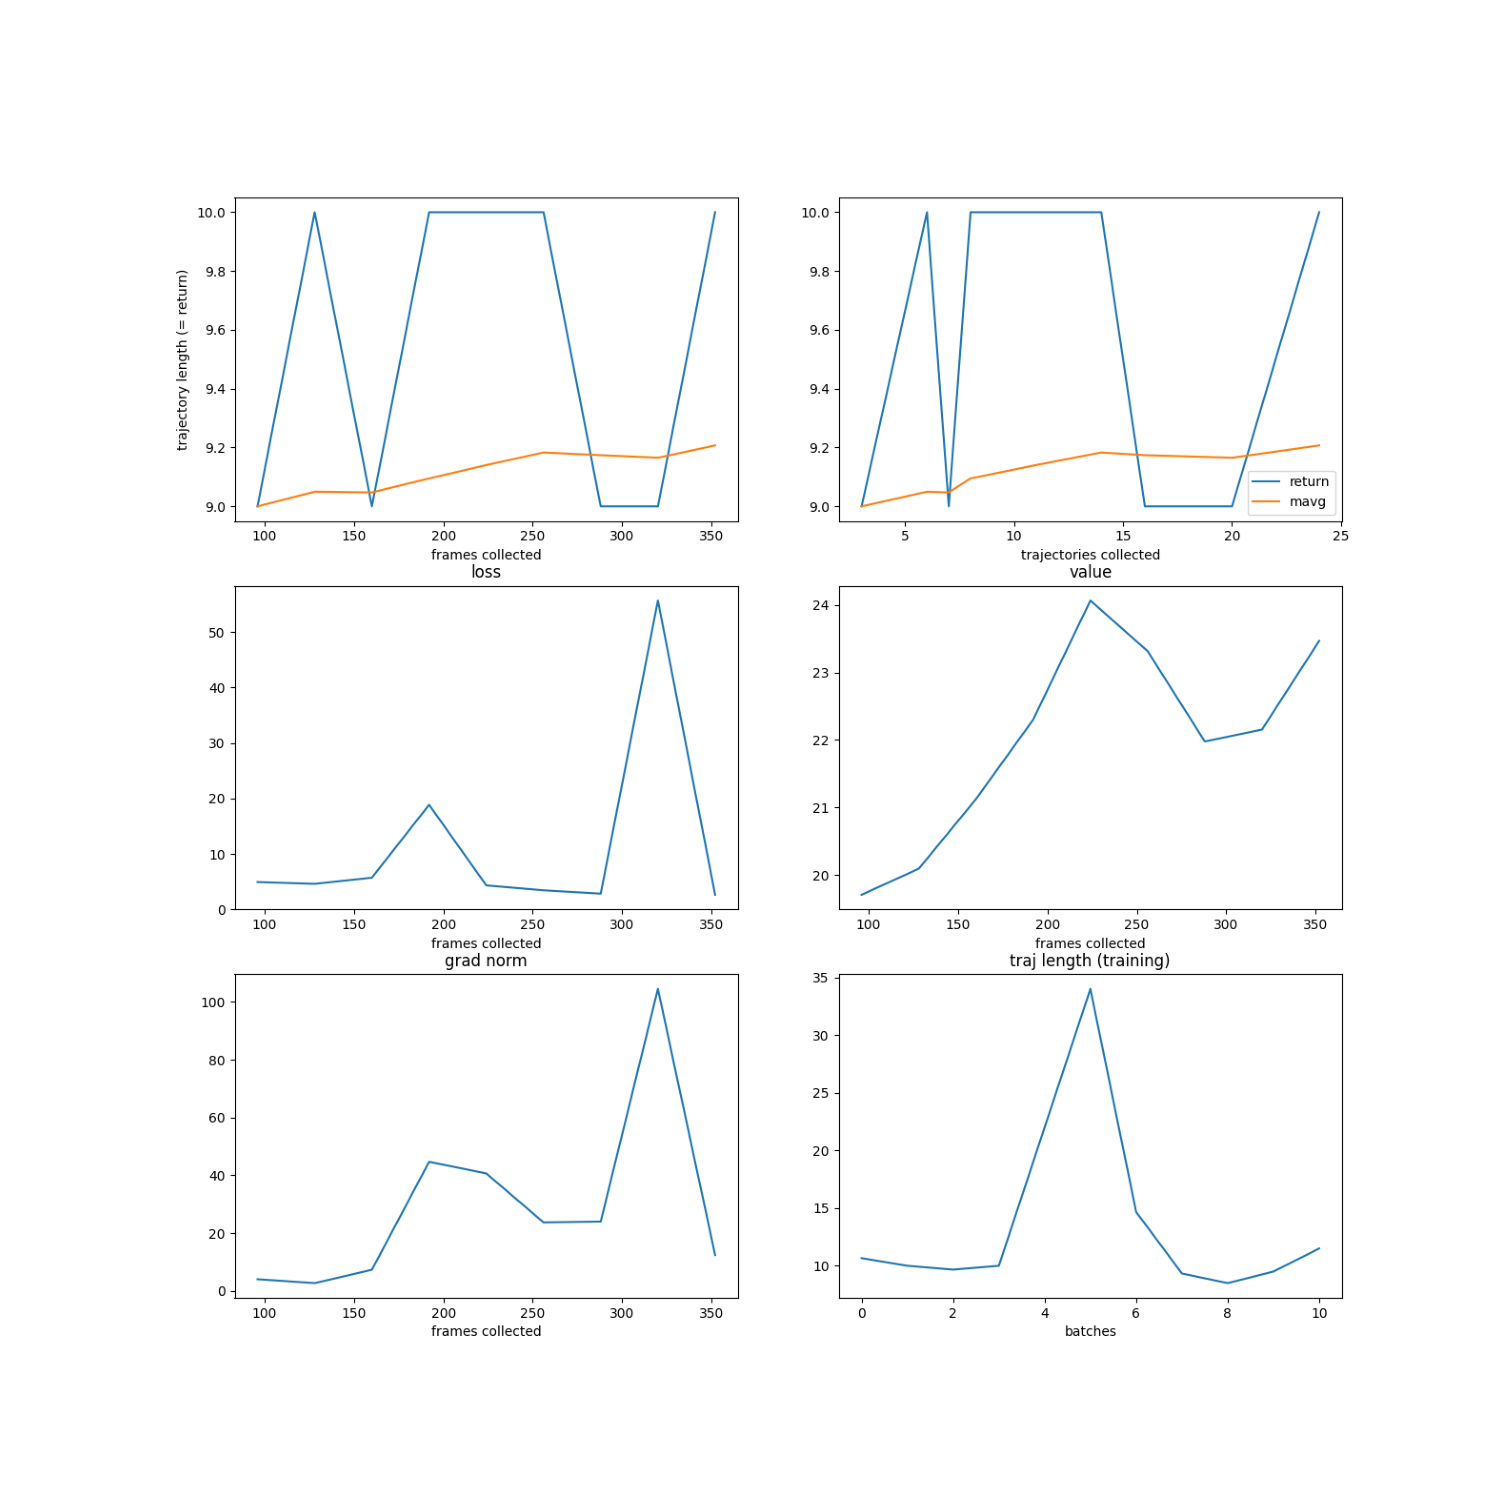 10.0
9.8
9.6
9.4
9.2
9.0
trajectory length (= return)
100 150 200 250 300 350
frames collected
10.0
9.8
9.6
9.4
9.2
9.0
return
mavg
5 10 15 20 25
trajectories collected
loss
50
40
30
20
10
0
100 150 200 250 300 350
frames collected
value
24
23
22
21
20
100 150 200 250 300 350
frames collected
grad norm
100
80
60
40
20
0
100 150 200 250 300 350
frames collected
traj length (training)
35
30
25
20
15
10
0 2 4 6 8 10
batches